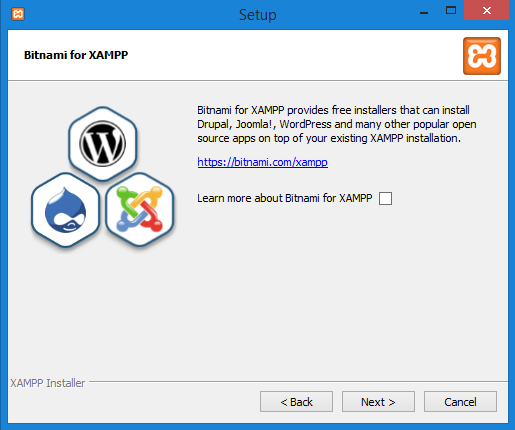 Setup
Bitnami for XAMPP
Bitnami for XAMPP provides free installers that can install
Drupal, Joomla!, WordPress and many other popular open
source apps on top of your existing XAMPP installation.
https://bitnami.com/xampp
Learn more about Bitnami for XAMPP
XAMPP Installer
< Back
Next >
Cancel